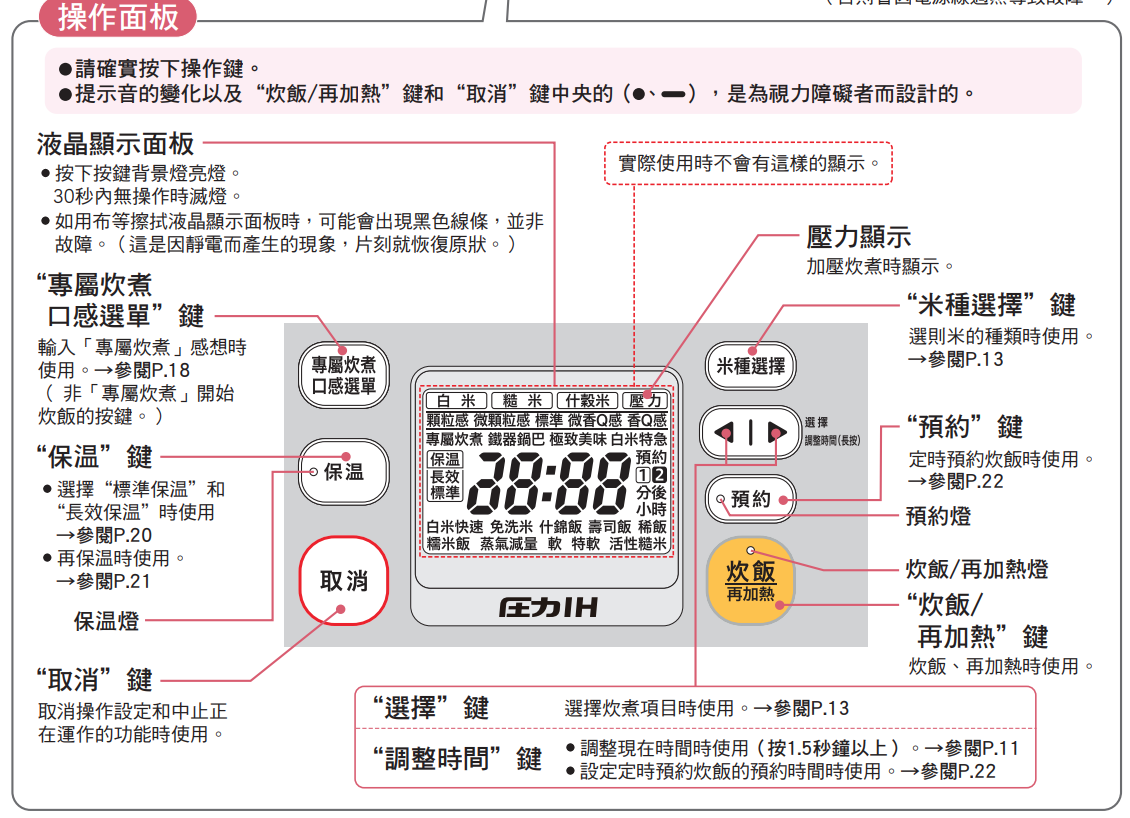 操作面板
●請確實按下操作鍵。
●提示音的變化以及“炊飯/再加熱”鍵和“取消”鍵中央的(●、━),是為視力障礙者而設計的。
液晶顯示面板
●按下按鍵背景燈亮燈。
30秒內無操作時滅燈。
●如用布等擦拭液晶顯示面板時,可能會出現黑色線條,並非
故障。(這是因靜電而產生的現象,片刻就恢復原狀。)
實際使用時不會有這樣的顯示。
壓力顯示
加壓炊煮時顯示。
“專屬炊煮
口感選單”鍵
輸入「專屬炊煮」感想時
使用。→參閱P.18
(非「專屬炊煮」開始
炊飯的按鍵。)
“保温”鍵
●選擇“標準保温”和
“長效保温”時使用
→參閱P.20
●再保温時使用。
→參閱P.21
保温燈
“取消”鍵
取消操作設定和中止正
在運作的功能時使用。
專屬炊煮
口感選單
保温
取消
白米 糙米 什穀米 壓力
顆粒感 微顆粒感 標準 微香Q感 香Q感
專屬炊煮 鐵器鍋巴 極致美味 白米特急
保温
長效
標準
28:88
預約
1 2
分後
小時
白米快速 免洗米 什錦飯 壽司飯 稀飯
糯米飯 蒸氣減量 軟 特軟 活性糙米
圧力IH
米種選擇
選擇
調整時間(長按)
預約
炊飯
再加熱
“米種選擇”鍵
選則米的種類時使用。
→參閱P.13
“預約”鍵
定時預約炊飯時使用。
→參閱P.22
預約燈
炊飯/再加熱燈
“炊飯/
再加熱”鍵
炊飯、再加熱時使用。
“選擇”鍵 選擇炊煮項目時使用。→參閱P.13
“調整時間”鍵
●調整現在時間時使用(按1.5秒鐘以上)。→參閱P.11
●設定定時預約炊飯的預約時間時使用。→參閱P.22